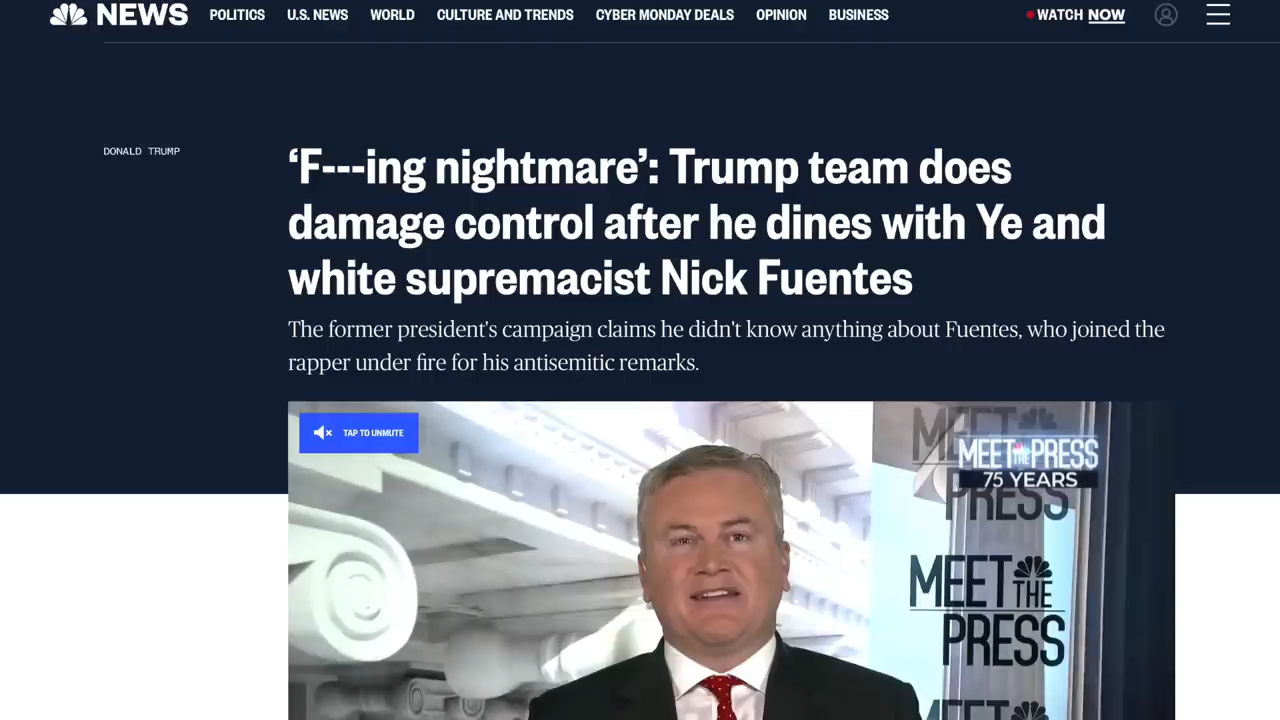 NEWS POLITICS U.S. NEWS WORLD CULTURE AND TRENDS CYBER MONDAY DEALS OPINION BUSINESS WATCH NOW
DONALD TRUMP
‘F---ing nightmare’: Trump team does
damage control after he dines with Ye and
white supremacist Nick Fuentes
The former president's campaign claims he didn't know anything about Fuentes, who joined the
rapper under fire for his antisemitic remarks.
TAP TO UNMUTE
MEET THE PRESS
75 YEARS
PRESS
MEET
THE
PRESS
MEET